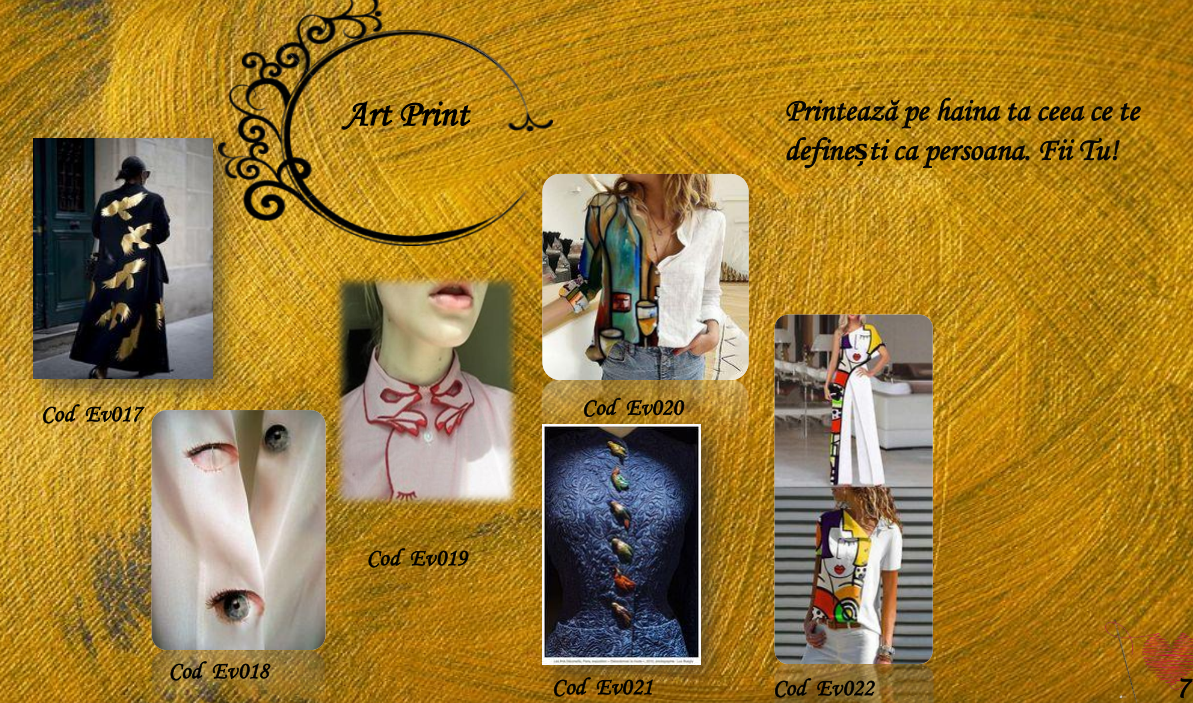 Art Print
Printează pe haina ta ceea ce te
definești ca persoana. Fii Tu!
Cod Ev017
Cod Ev020
Cod Ev019
Cod Ev018
Cod Ev021
Cod Ev022
7